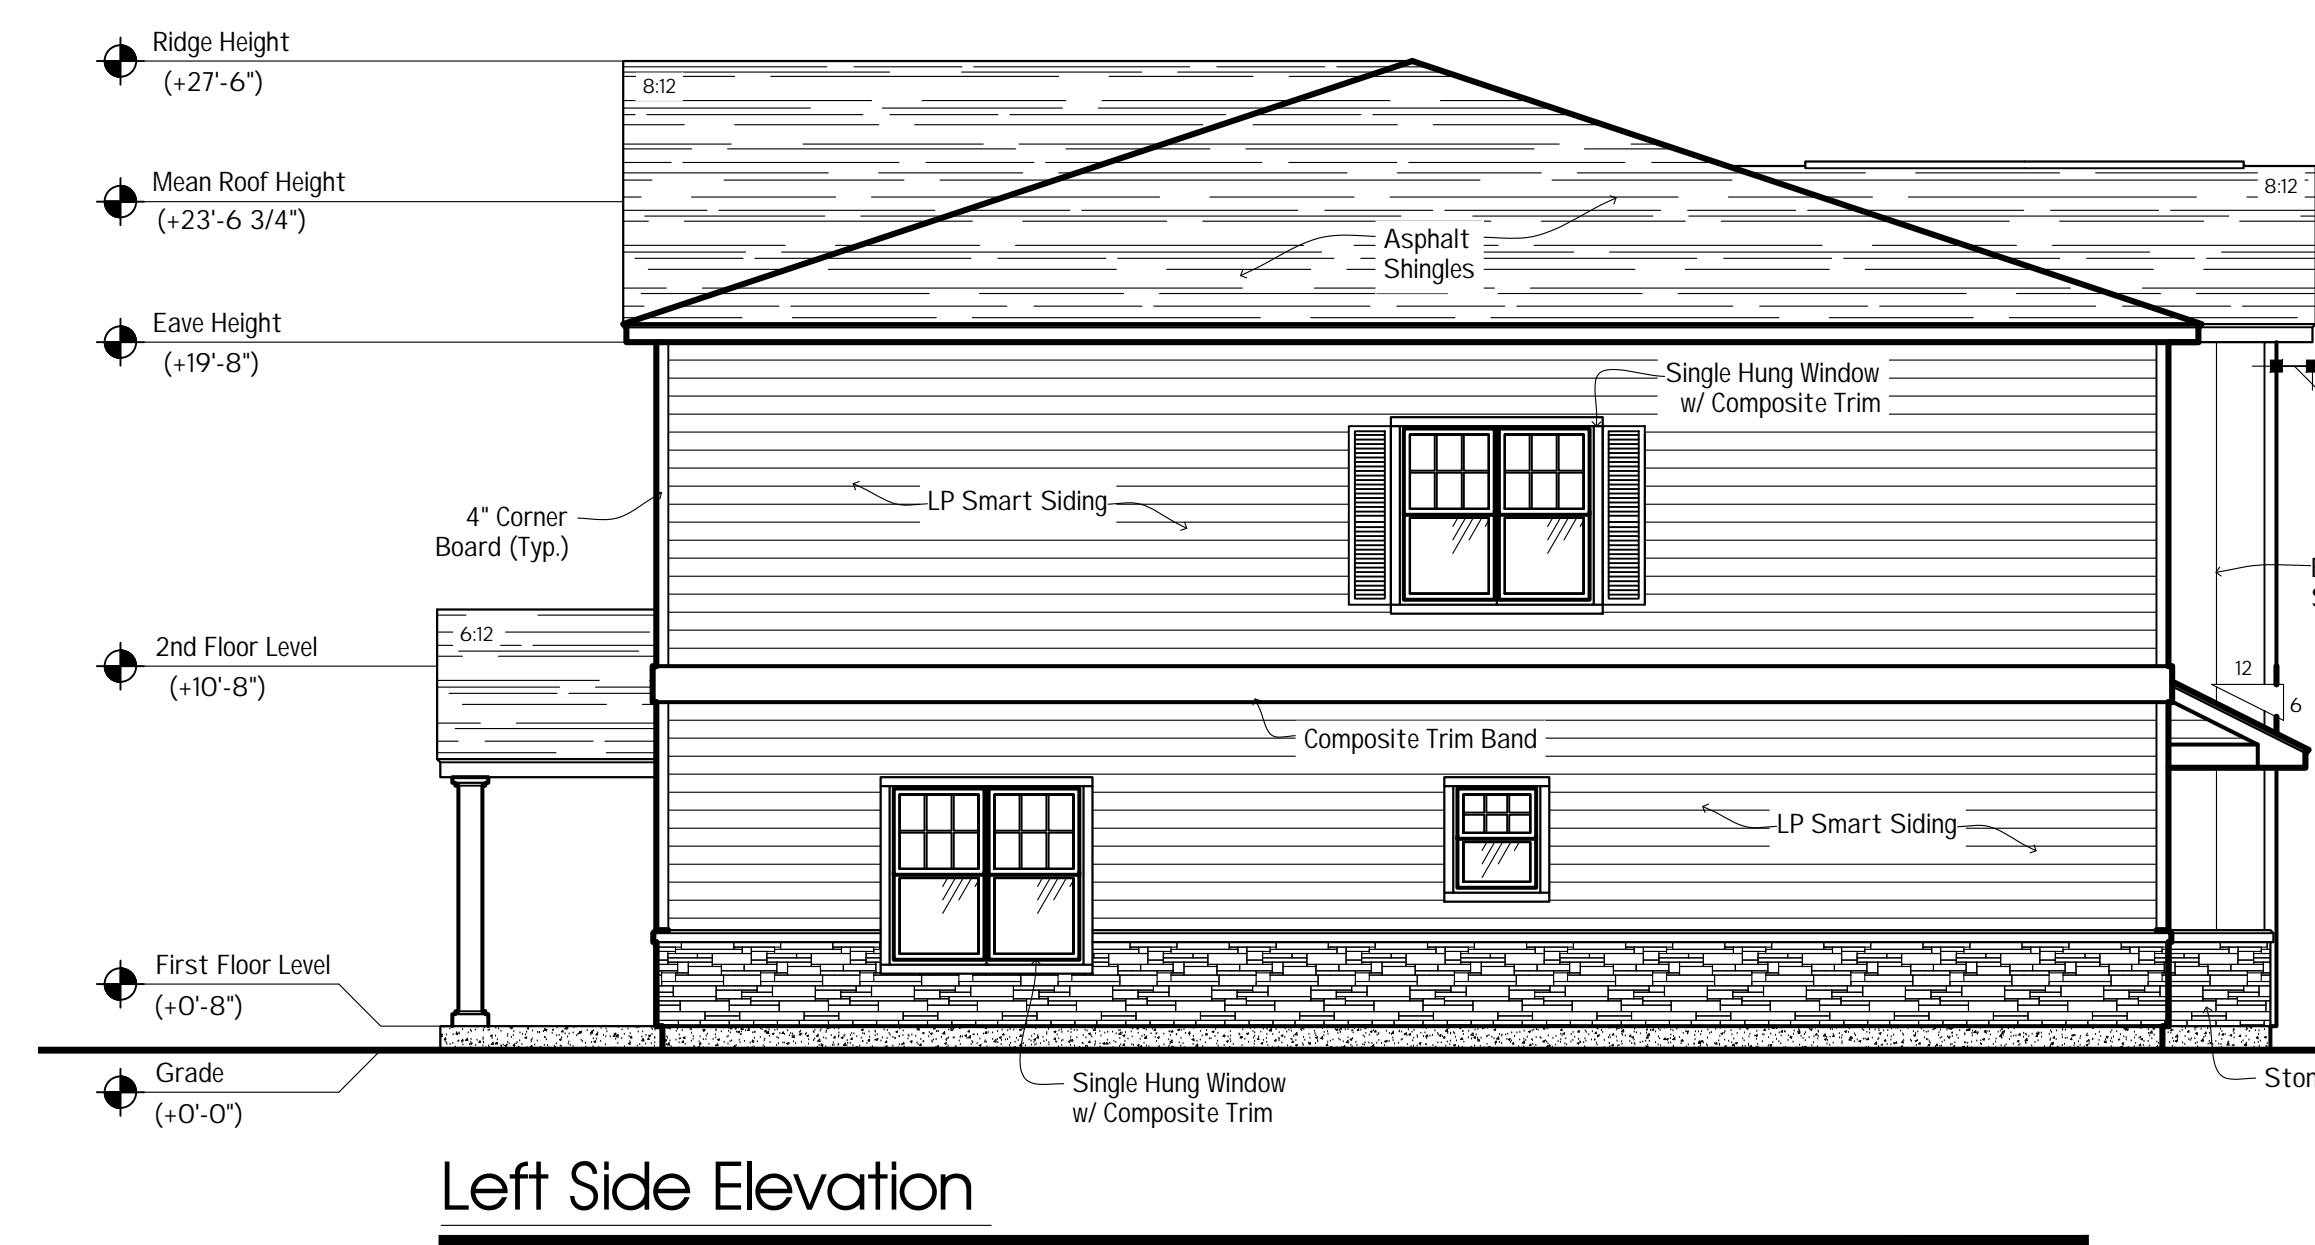 Ridge Height
(+27'-6")
8:12
Mean Roof Height
(+23'-6 3/4")
8:12
Asphalt
Shingles
Eave Height
(+19'-8")
Single Hung Window
w/ Composite Trim
LP Smart Siding
4" Corner
Board (Typ.)
2nd Floor Level
(+10'-8")
6:12
12
6
Composite Trim Band
LP Smart Siding
First Floor Level
(+0'-8")
Grade
(+0'-0")
Single Hung Window
w/ Composite Trim
Left Side Elevation